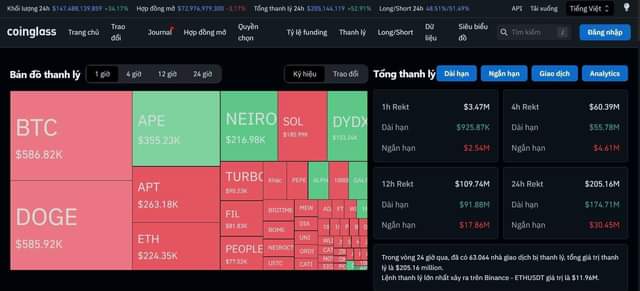 Khối lượng 24h $147.488.139.859 +34.17% Hợp đồng mở $72.976.979.300 -3.17% Tổng thanh lý 24h $205.144.119 +52.91% Long/Short 24h 48.51%/51.49% API Tải xuống Tiếng Việt
coinglass Trang chủ Trao đổi Journal Hợp đồng mở Quyền chọn Tỷ lệ funding Thanh lý Long/Short Dữ liệu Siêu biểu đồ Tìm kiếm / Đăng nhập
Bản đồ thanh lý 1 giờ 4 giờ 12 giờ 24 giờ Ký hiệu Trao đổi
BTC
$586.82K
DOGE
$585.92K
APE
$355.23K
APT
$263.18K
ETH
$224.35K
NEIRO
$216.98K
SOL
DYDX
TURBO
FIL
$81.83K
PEOPLE
$77.52K
Khác
PEPE
BIGTIME
MEW
BOME
DIA
NEIROCT
UNI
USTC
CATI
Tổng thanh lý Dài hạn Ngắn hạn Giao dịch Analytics
1h Rekt $3.47M
Dài hạn $925.87K
Ngắn hạn $2.54M
4h Rekt $60.39M
Dài hạn $55.78M
Ngắn hạn $4.61M
12h Rekt $109.74M
Dài hạn $91.88M
Ngắn hạn $17.86M
24h Rekt $205.16M
Dài hạn $174.71M
Ngắn hạn $30.45M
Trong vòng 24 giờ qua, đã có 63.064 nhà giao dịch bị thanh lý, tổng giá trị thanh
lý là $205.16 million.
Lệnh thanh lý lớn nhất xảy ra trên Binance - ETHUSDT giá trị là $11.96M.